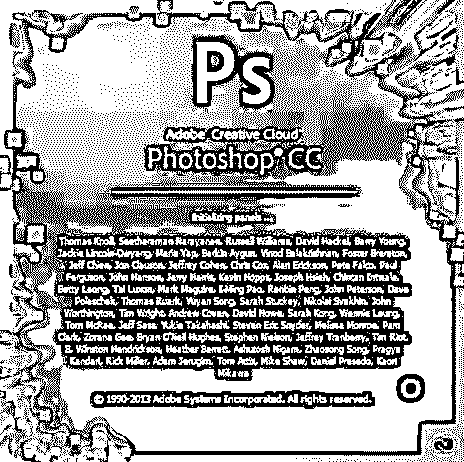 Ps
Adobe Creative Cloud
Photoshop® CC
Initializing panels...
Thomas Knoll, Seetharaman Narayanan, Russell Williams, David Hackel, Barry Young,
Jackie Lincoln-Owyang, Maria Yap, Barkin Aygun, Vinod Balakrishnan, Foster Brereton,
Jeff Chien, Jon Clauson, Jeffrey Cohen, Chris Cox, Alan Erickson, Pete Falco, Paul
Ferguson, John Hanson, Jerry Harris, Kevin Hopps, Joseph Hsieh, Chintan Intwala,
Betty Leong, Tai Luxon, Mark Maguire, I-Ming Pao, Renbin Peng, John Peterson, Dave
Polaschek, Thomas Ruark, Yuyan Song, Sarah Stuckey, Nikolai Svakhin, John
Worthington, Tim Wright, Andrew Coven, David Howe, Sarah Kong, Wennie Leung,
Tom McRae, Jeff Sass, Yukie Takahashi, Steven Eric Snyder, Melissa Monroe, Pam
Clark, Zorana Gee, Bryan O'Neil Hughes, Stephen Nielson, Jeffrey Tranberry, Tim Riot,
B. Winston Hendrickson, Heather Barrett, Ashutosh Nigam, Zhaosong Song, Pragya
Kandari, Rick Miller, Adam Jerugim, Tom Attix, Mike Shaw, Daniel Presedo, Kaori
Mikawa
© 1990-2013 Adobe Systems Incorporated. All rights reserved.